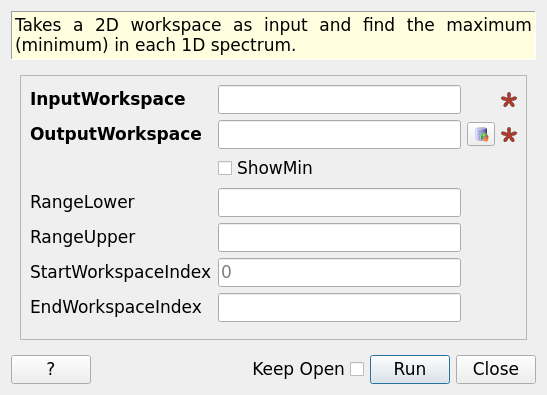 Takes a 2D workspace as input and find the maximum
(minimum) in each 1D spectrum.
InputWorkspace
OutputWorkspace
ShowMin
RangeLower
RangeUpper
StartWorkspaceIndex 0
EndWorkspaceIndex
? Keep Open Run Close